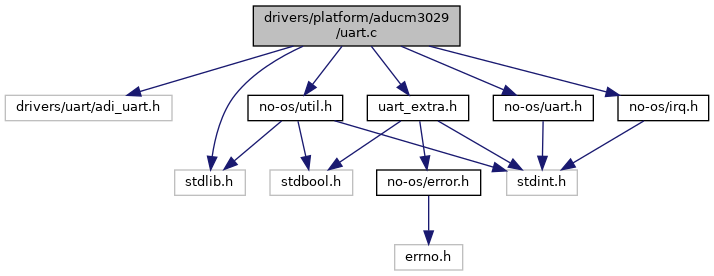 drivers/platform/aducm3029
/uart.c
drivers/uart/adi_uart.h
no-os/util.h
uart_extra.h
no-os/uart.h
no-os/irq.h
stdlib.h
stdbool.h
no-os/error.h
stdint.h
errno.h